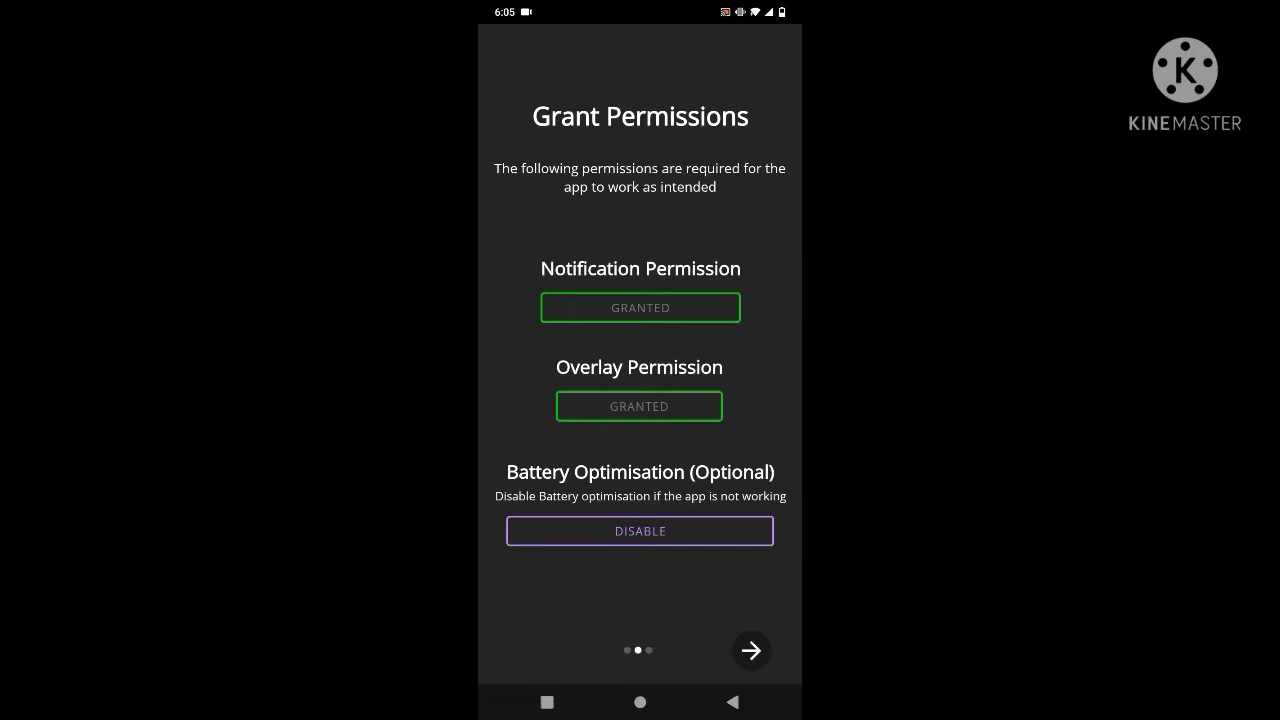 6:05
K
KINEMASTER
Grant Permissions
The following permissions are required for the
app to work as intended
Notification Permission
GRANTED
Overlay Permission
GRANTED
Battery Optimisation (Optional)
Disable Battery optimisation if the app is not working
DISABLE